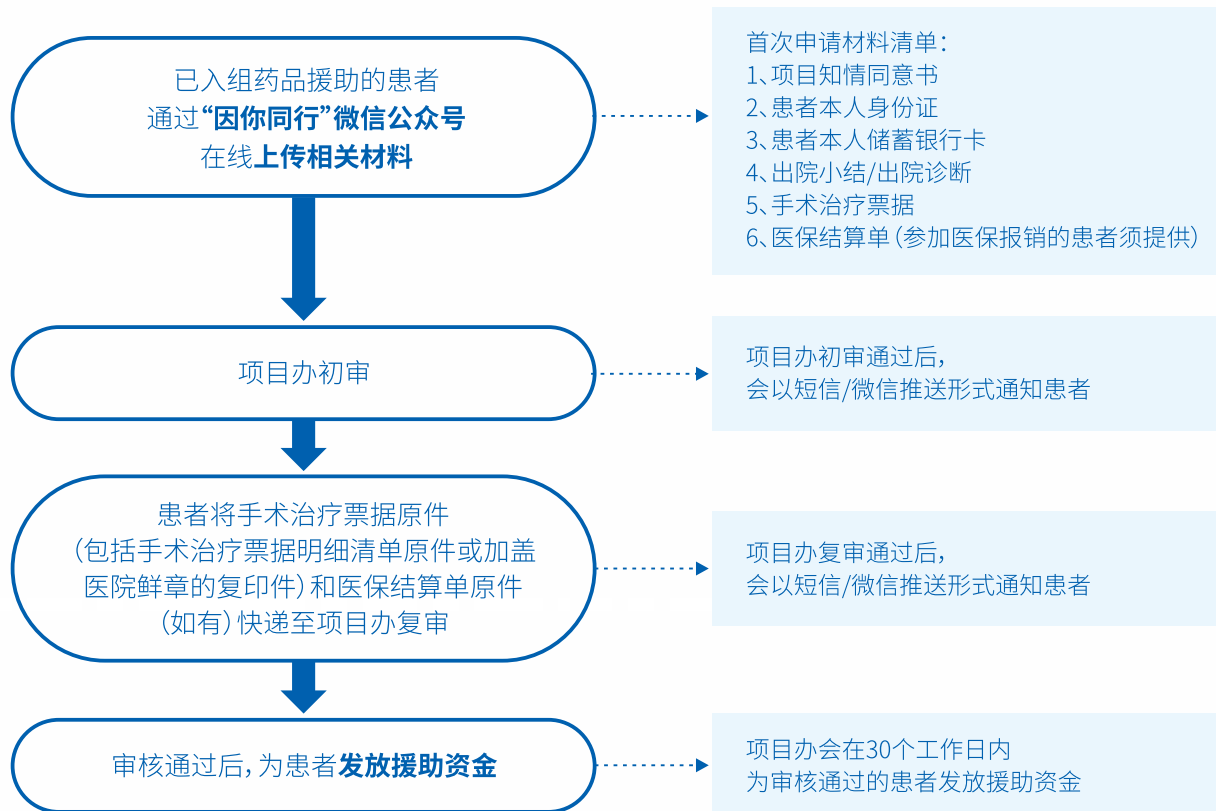 已入组药品援助的患者
通过“因你同行”微信公众号
在线上传相关材料
首次申请材料清单：
1、项目知情同意书
2、患者本人身份证
3、患者本人储蓄银行卡
4、出院小结/出院诊断
5、手术治疗票据
6、医保结算单（参加医保报销的患者须提供）
项目办初审
项目办初审通过后，
会以短信/微信推送形式通知患者
患者将手术治疗票据原件
（包括手术治疗票据明细清单原件或加盖
医院鲜章的复印件）和医保结算单原件
（如有）快递至项目办复审
项目办复审通过后，
会以短信/微信推送形式通知患者
审核通过后，为患者发放援助资金
项目办会在30个工作日内
为审核通过的患者发放援助资金